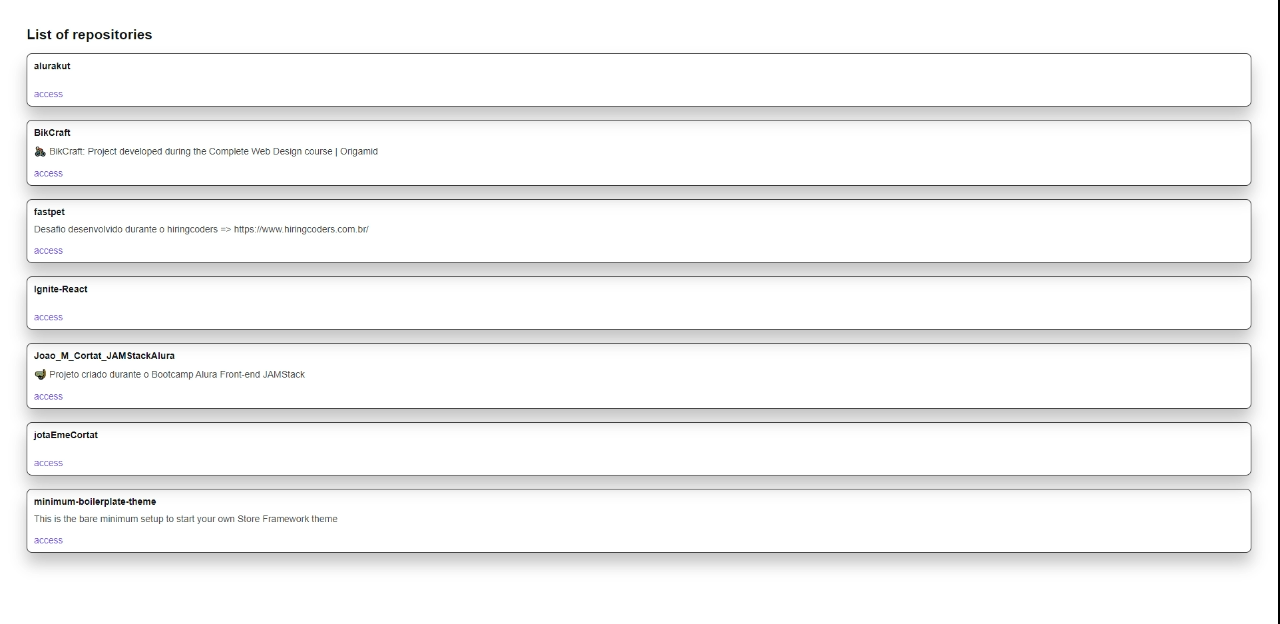 List of repositories
alurakut
access
BikCraft
BikCraft: Project developed during the Complete Web Design course | Origamid
access
fastpet
Desafio desenvolvido durante o hiringcoders => https://www.hiringcoders.com.br/
access
Ignite-React
access
Joao_M_Cortat_JAMStackAlura
Projeto criado durante o Bootcamp Alura Front-end JAMStack
access
jotaEmeCortat
access
minimum-boilerplate-theme
This is the bare minimum setup to start your own Store Framework theme
access